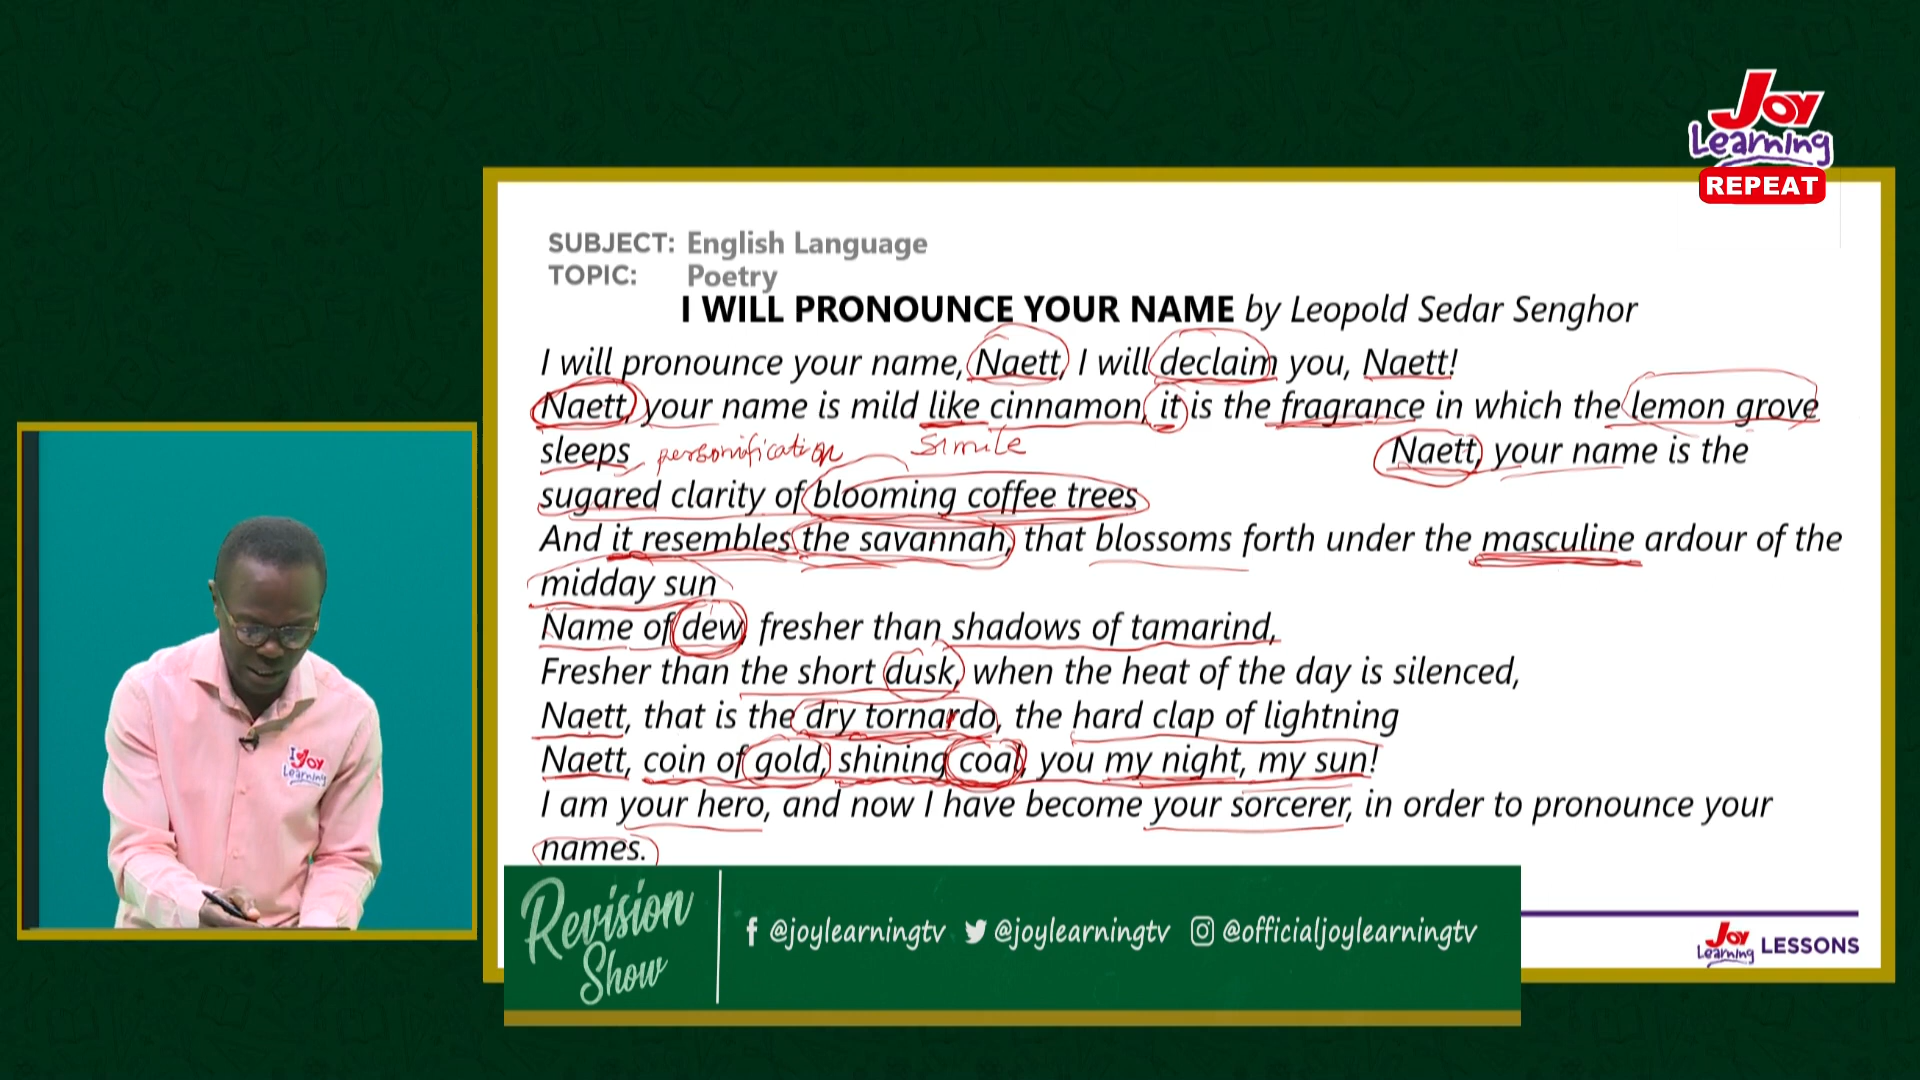 Joy
Learning
REPEAT
SUBJECT: English Language
TOPIC: Poetry
I WILL PRONOUNCE YOUR NAME by Leopold Sedar Senghor
I will pronounce your name, Naett, I will declaim you, Naett!
Naett, your name is mild like cinnamon, it is the fragrance in which the lemon grove
sleeps personification simile Naett, your name is the
sugared clarity of blooming coffee trees
And it resembles the savannah, that blossoms forth under the masculine ardour of the
midday sun
Name of dew, fresher than shadows of tamarind,
Fresher than the short dusk, when the heat of the day is silenced,
Naett, that is the dry tornardo, the hard clap of lightning
Naett, coin of gold, shining coal, you my night, my sun!
I am your hero, and now I have become your sorcerer, in order to pronounce your
names.
I Joy
Learning
Revision
Show
@joylearningtv @joylearningtv @officialjoylearningtv
Joy
Learning LESSONS